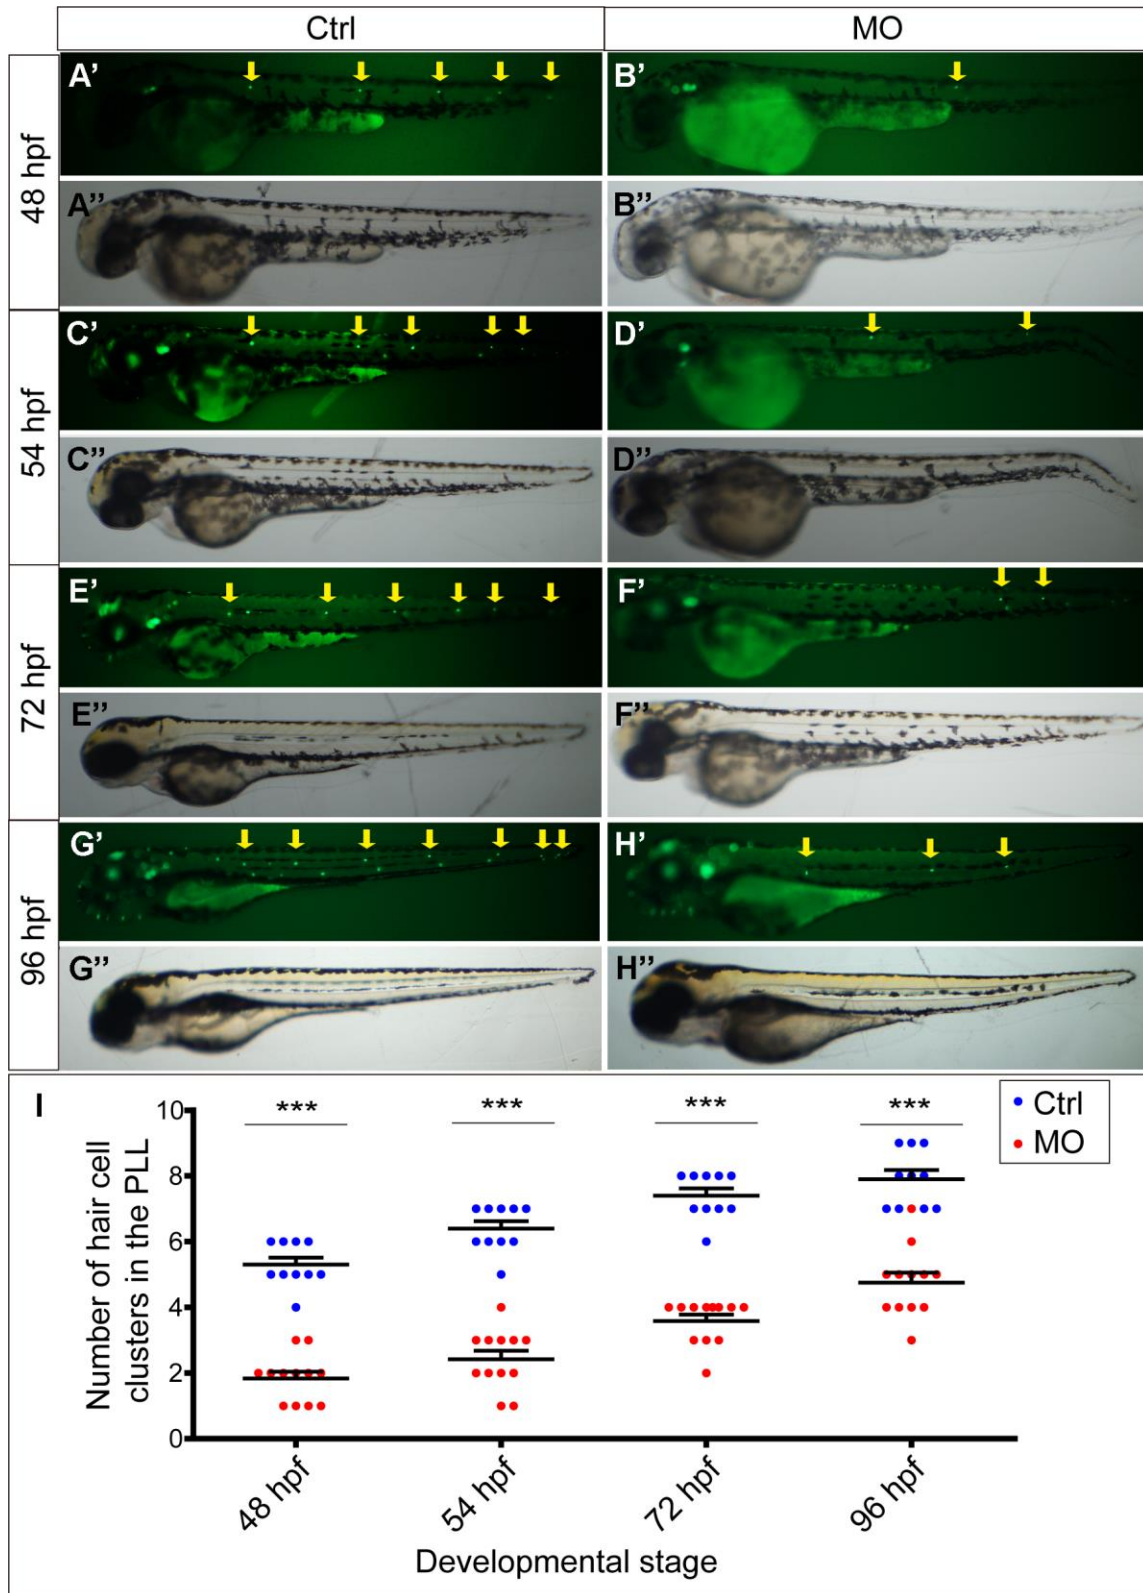 Ctrl
MO
48 hpf
A’
B’
A”
B”
54 hpf
C’
D’
C”
D”
72 hpf
E’
F’
E”
F”
96 hpf
G’
H’
G”
H”
I
***
***
***
***
Ctrl
MO
Number of hair cell
clusters in the PLL
10
8
6
4
2
0
48 hpf
54 hpf
72 hpf
96 hpf
Developmental stage